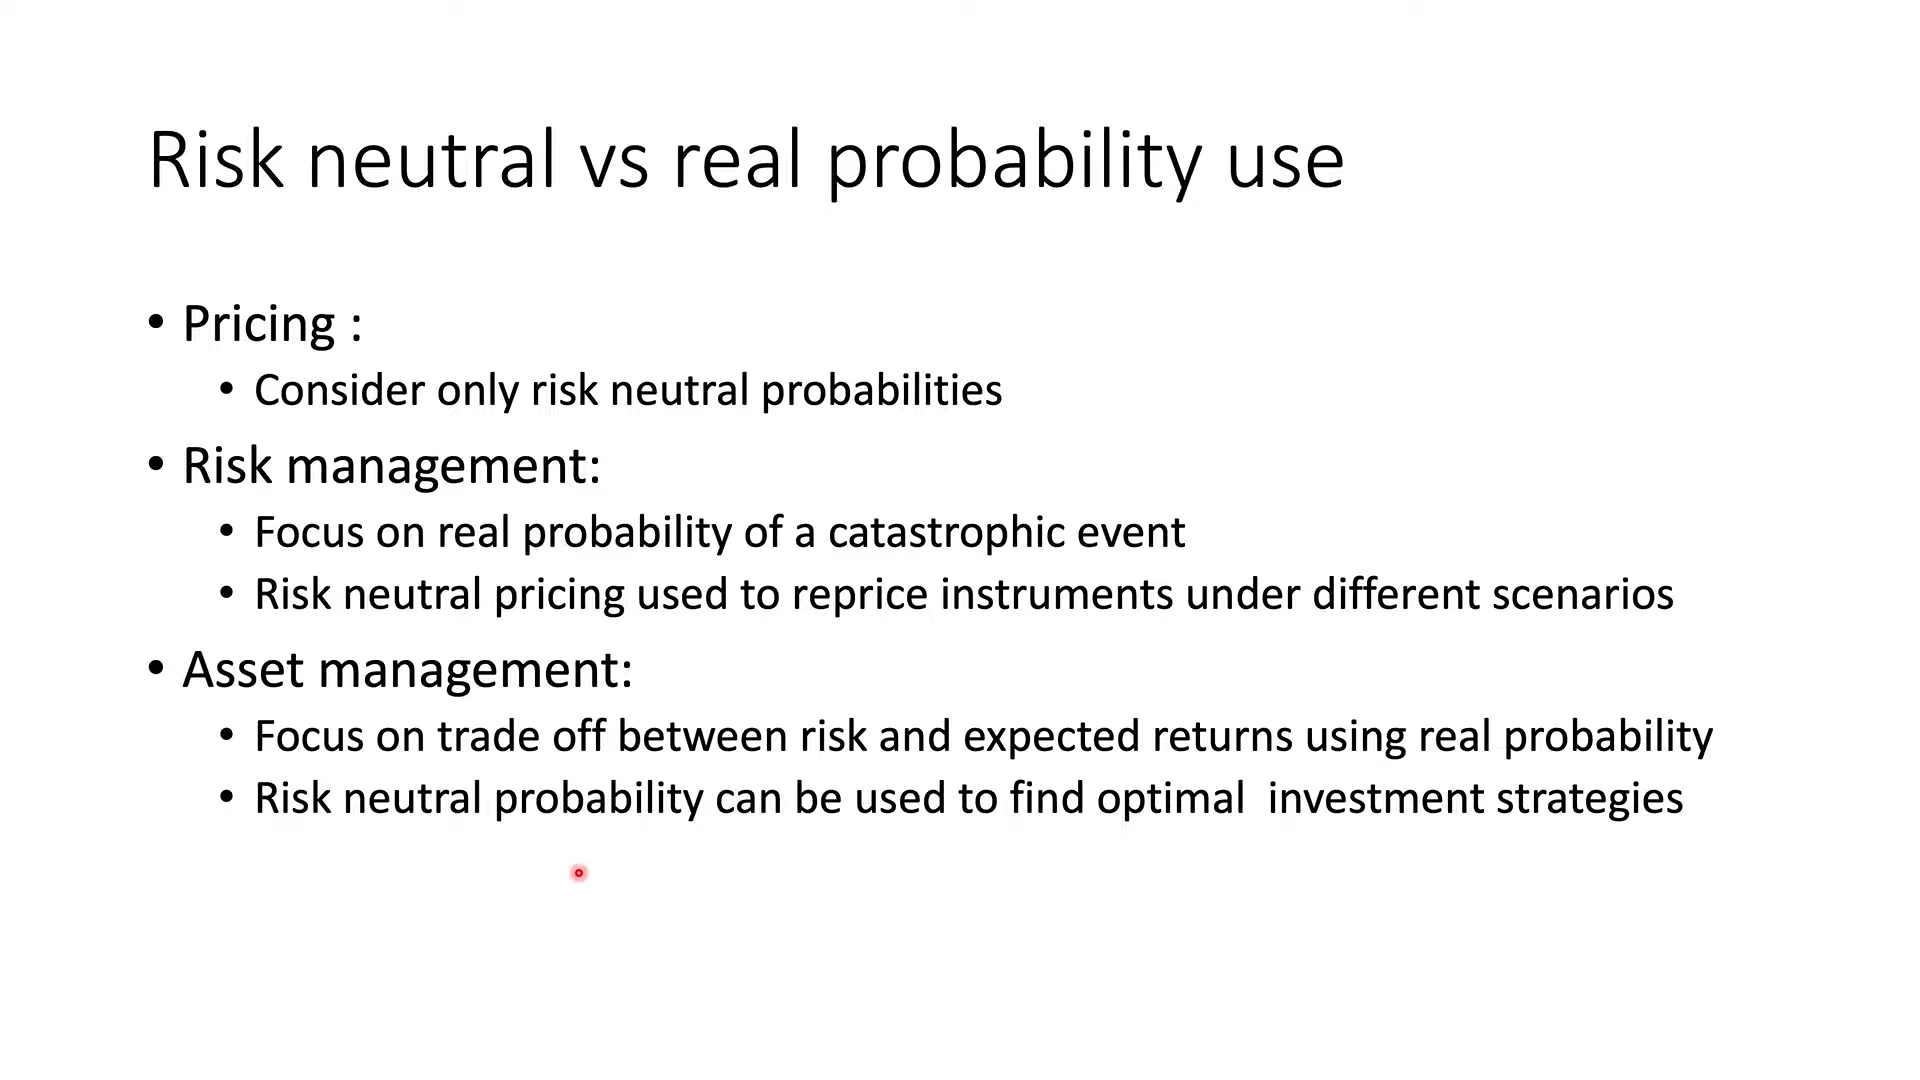 Risk neutral vs real probability use
• Pricing :
• Consider only risk neutral probabilities
• Risk management:
• Focus on real probability of a catastrophic event
• Risk neutral pricing used to reprice instruments under different scenarios
• Asset management:
• Focus on trade off between risk and expected returns using real probability
• Risk neutral probability can be used to find optimal  investment strategies